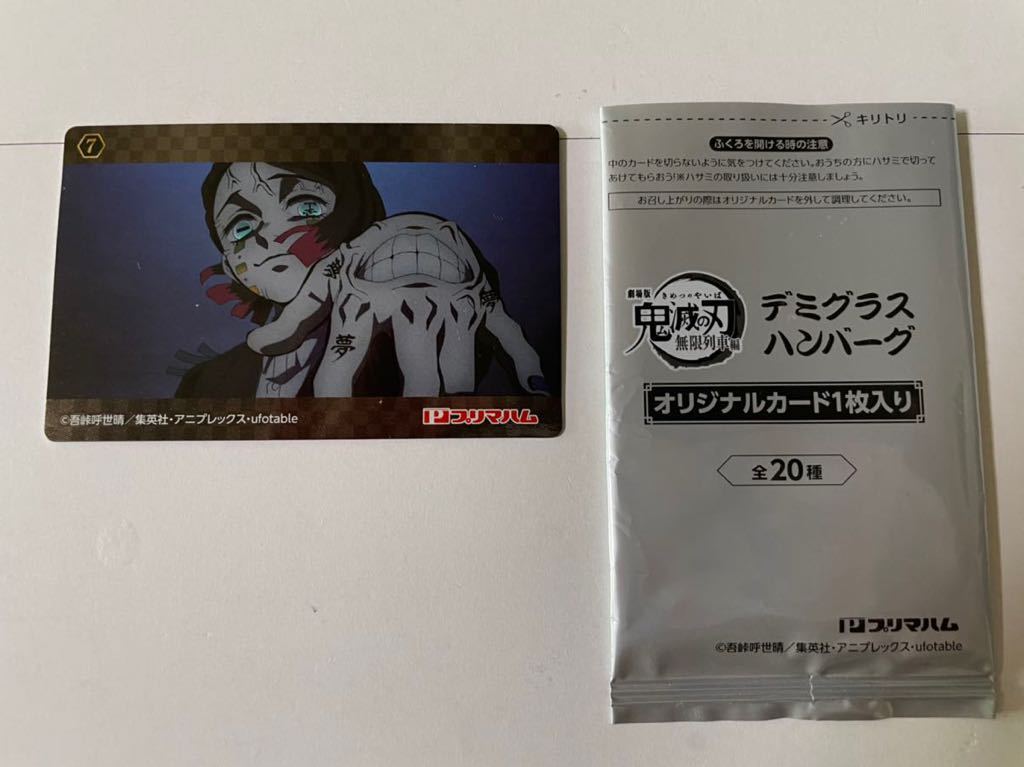 7
夢
夢
夢
©吾峠呼世晴／集英社・アニプレックス・ufotable
プリマハム
キリトリ
ふくろを開ける時の注意
中のカードを切らないように気をつけてください。おうちの方にハサミで切って
あけてもらおう!※ハサミの取り扱いには十分注意しましょう。
お召し上がりの際はオリジナルカードを外して調理してください。
劇場版
きめつのやいば
鬼滅の刃
無限列車編
デミグラス
ハンバーグ
オリジナルカード1枚入り
全20種
プリマハム
©吾峠呼世晴／集英社・アニプレックス・ufotable